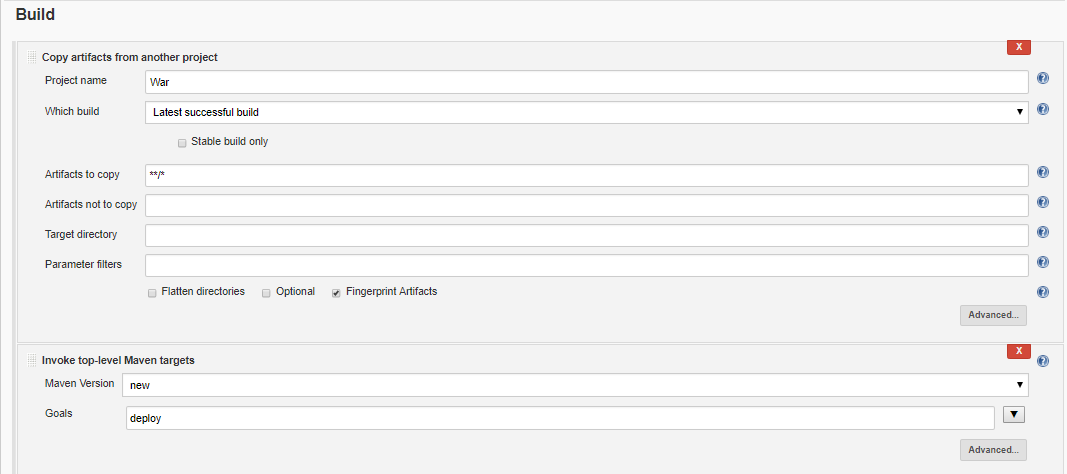 Build
X
Copy artifacts from another project
Project name
War
Which build
Latest successful build
Stable build only
Artifacts to copy
**/*
Artifacts not to copy
Target directory
Parameter filters
Flatten directories Optional Fingerprint Artifacts
Advanced...
X
Invoke top-level Maven targets
Maven Version
new
Goals
deploy
Advanced...